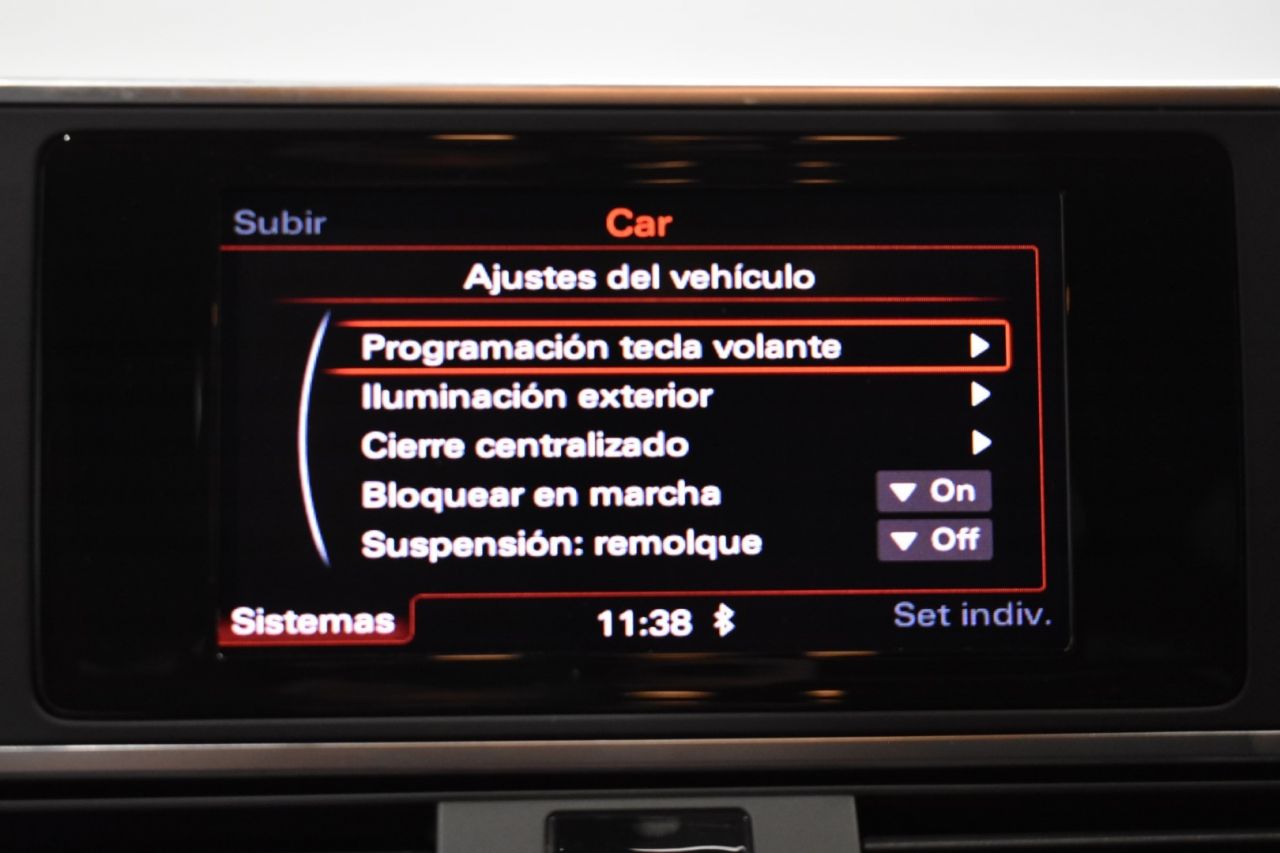 Subir
Car
Ajustes del vehículo
Programación tecla volante
Iluminación exterior
Cierre centralizado
Bloquear en marcha On
Suspensión: remolque Off
Sistemas
11:38
Set indiv.